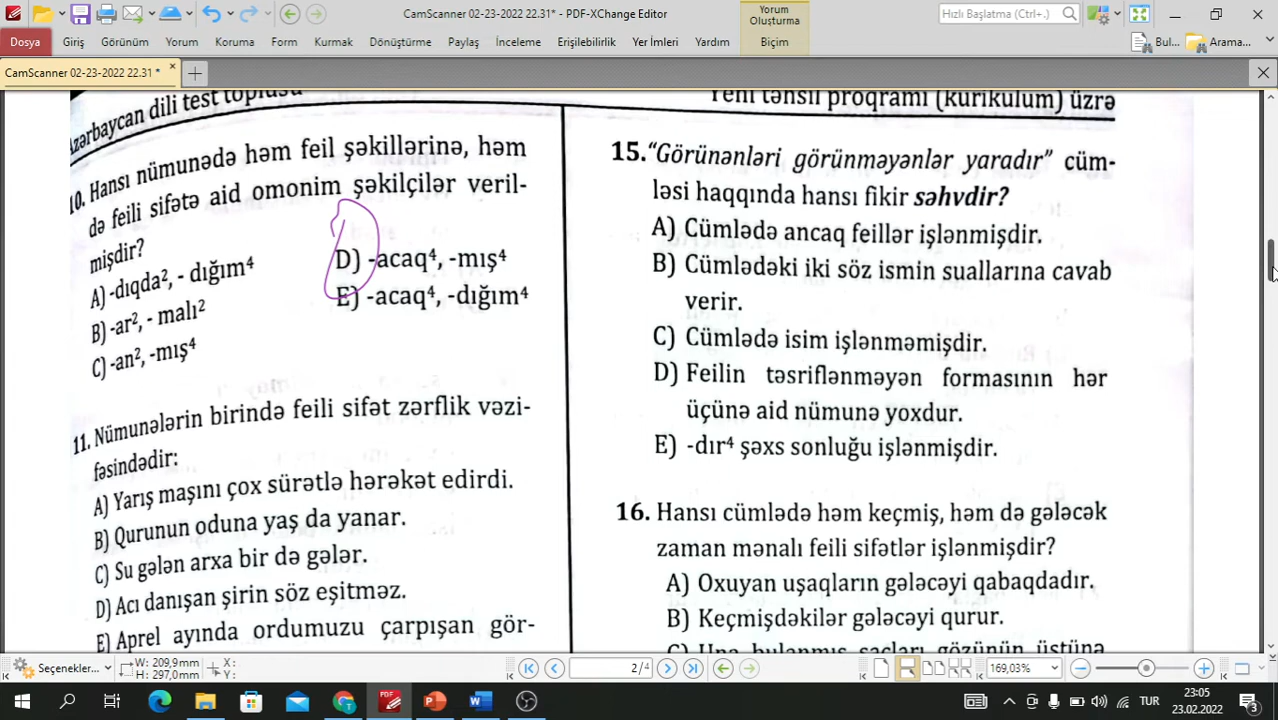 CamScanner 02-23-2022 22.31* - PDF-XChange Editor
Yorum Oluşturma
Biçim
Hızlı Başlatma (Ctrl+.)
Dosya
Giriş
Görünüm
Yorum
Koruma
Form
Kurmak
Dönüştürme
Paylaş
İnceleme
Erişilebilirlik
Yer İmleri
Yardım
Bul...
Arama...
CamScanner 02-23-2022 22.31 *
Azərbaycan dili test toplusu
10. Hansı nümunədə həm feil şəkillərinə, həm
də feili sifətə aid omonim şəkilçilər veril-
mişdir?
A) -dıqda², - dığım⁴
B) -ar², - malı²
C) -an², -mış⁴
D) -acaq⁴, -mış⁴
E) -acaq⁴, -dığım⁴
11. Nümunələrin birində feili sifət zərflik vəzi-
fəsindədir:
A) Yarış maşını çox sürətlə hərəkət edirdi.
B) Qurunun oduna yaş da yanar.
C) Su gələn arxa bir də gələr.
D) Acı danışan şirin söz eşitməz.
E) Aprel ayında ordumuzu çarpışan gör-
Yeni təhsil proqramı (kurikulum) üzrə
15. “Görünənləri görünməyənlər yaradır” cüm-
ləsi haqqında hansı fikir səhvdir?
A) Cümlədə ancaq feillər işlənmişdir.
B) Cümlədəki iki söz ismin suallarına cavab
verir.
C) Cümlədə isim işlənməmişdir.
D) Feilin təsriflənməyən formasının hər
üçünə aid nümunə yoxdur.
E) -dır⁴ şəxs sonluğu işlənmişdir.
16. Hansı cümlədə həm keçmiş, həm də gələcək
zaman mənalı feili sifətlər işlənmişdir?
A) Oxuyan uşaqların gələcəyi qabaqdadır.
B) Keçmişdəkilər gələcəyi qurur.
C) Una bulanmış saçları gözünün üstünə
Seçenekler...
W: 209,9mm
H: 297,0mm
X:
Y:
2/4
169,03%
TUR
23:05
23.02.2022
3